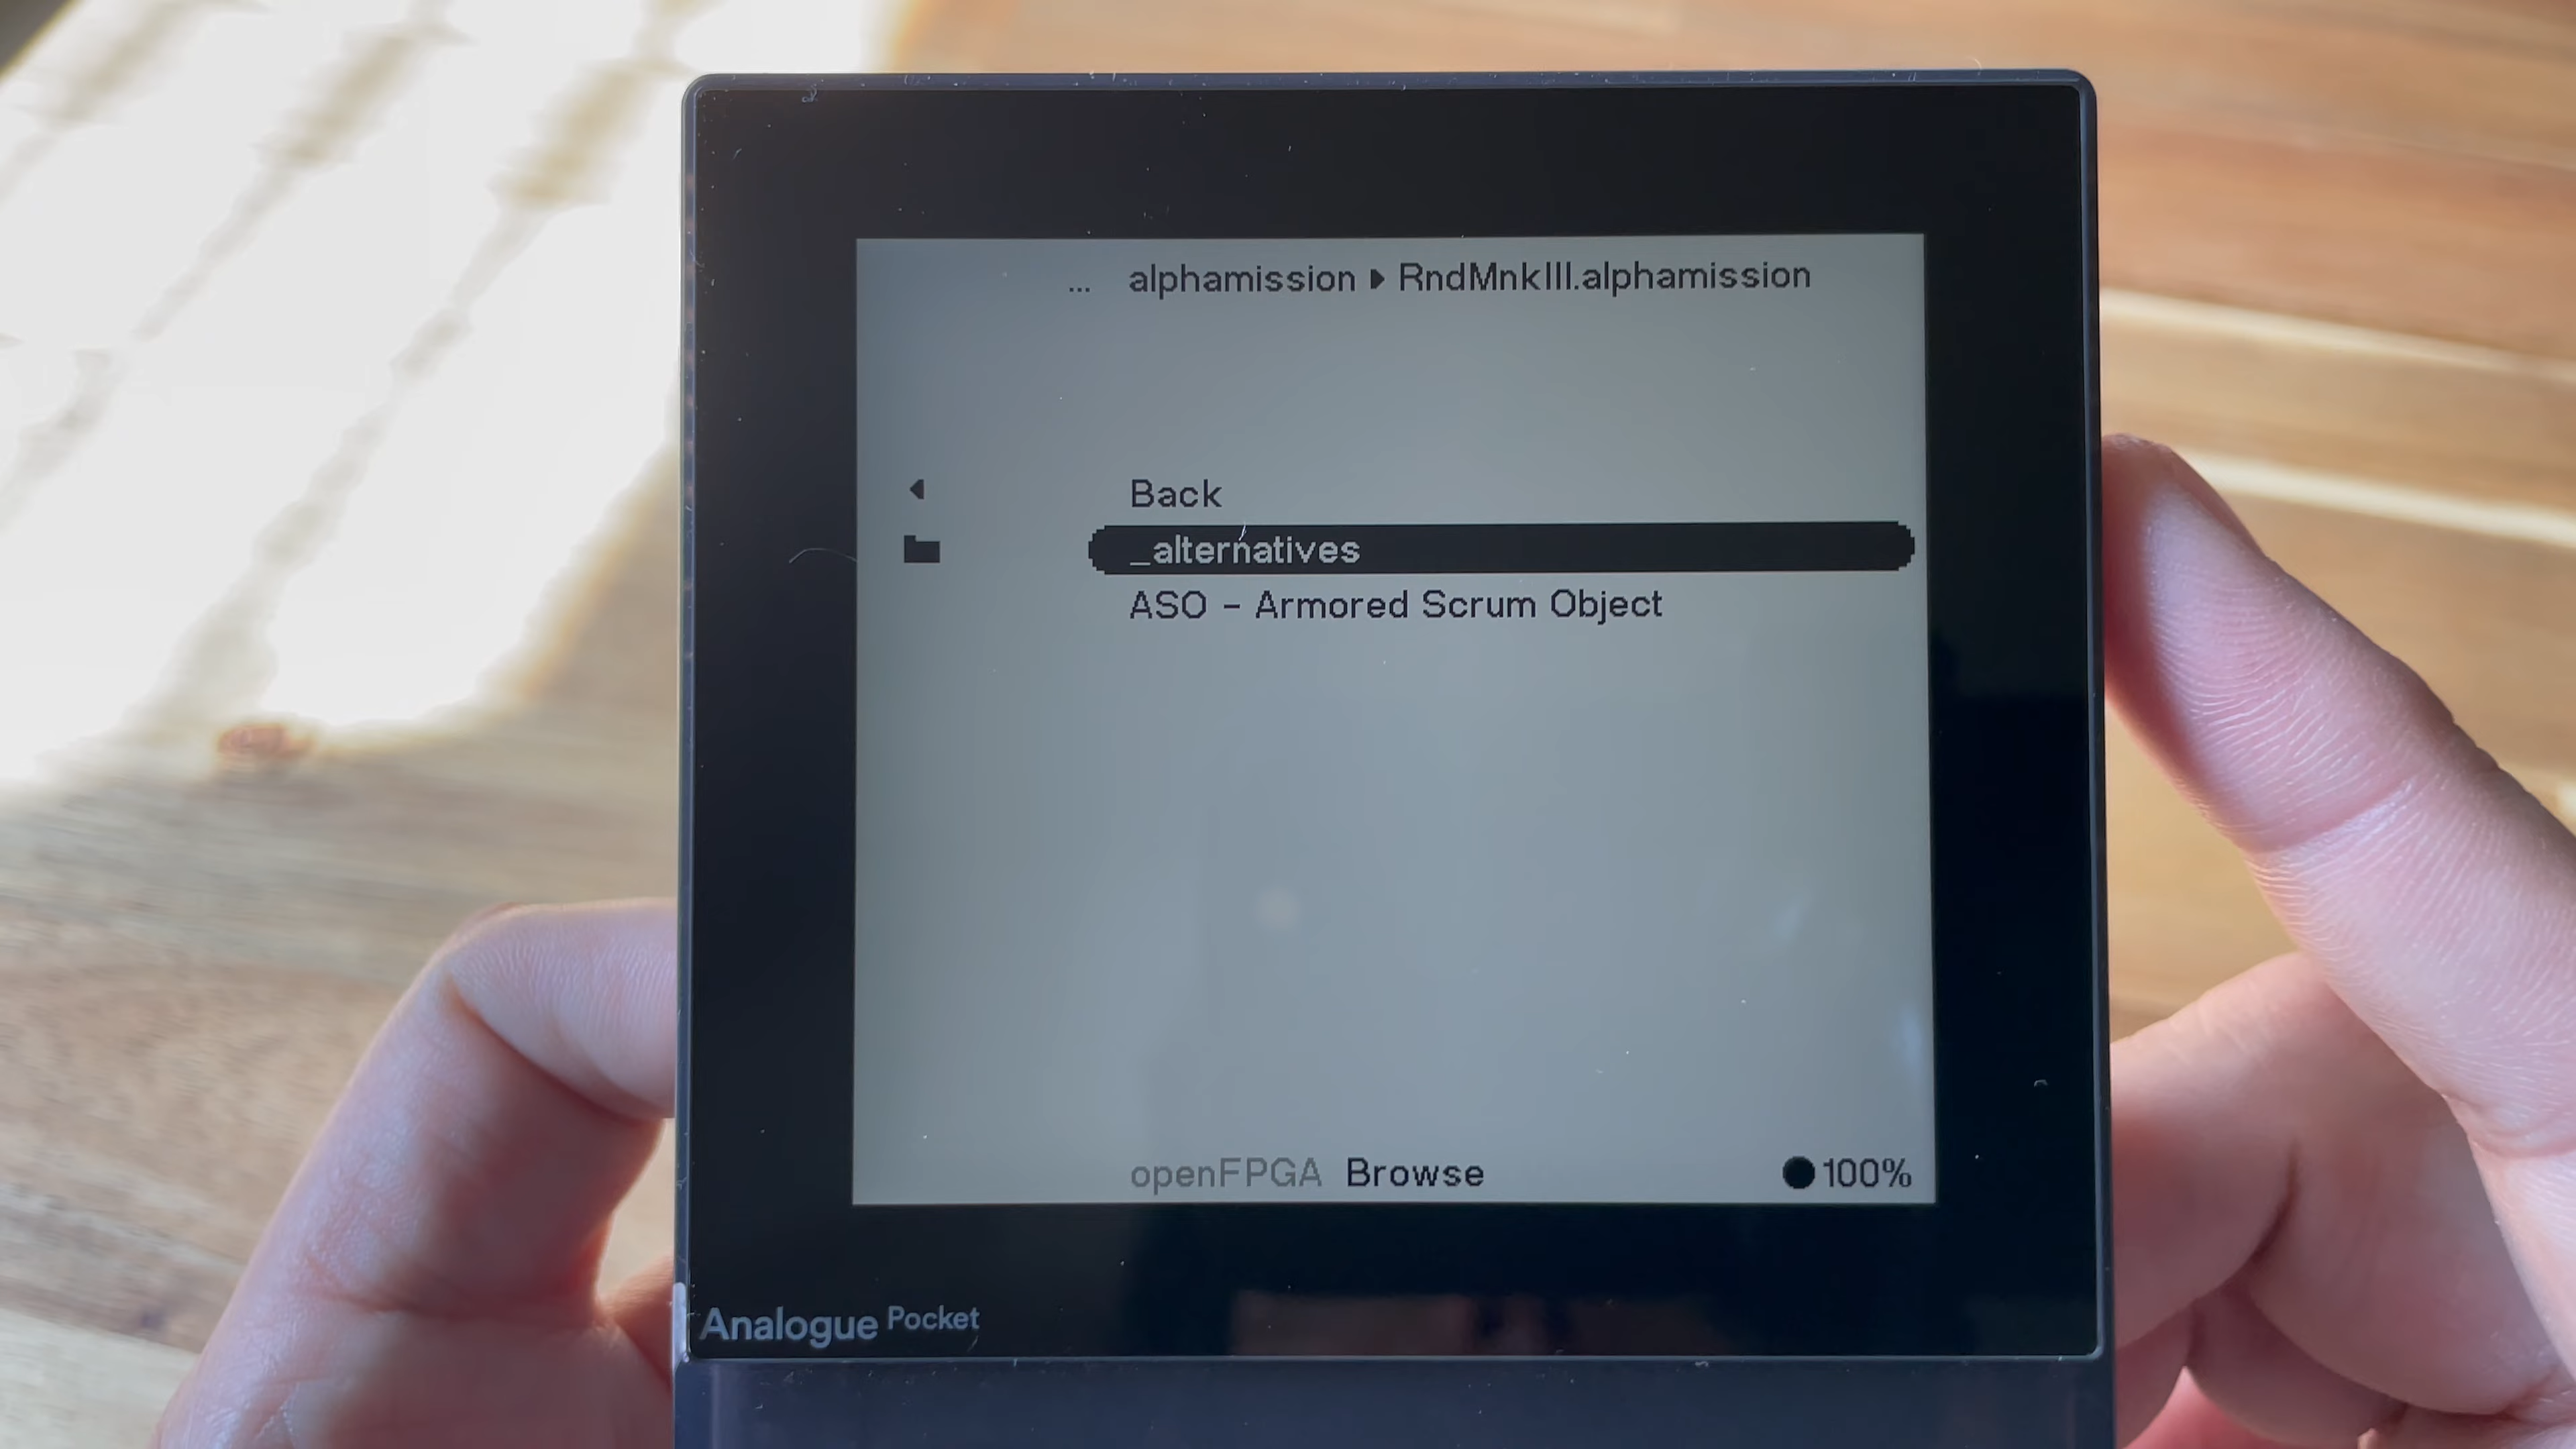 ... alphamission ▸ RndMnkIII.alphamission
Back
_alternatives
ASO - Armored Scrum Object
openFPGA Browse 100%
Analogue Pocket